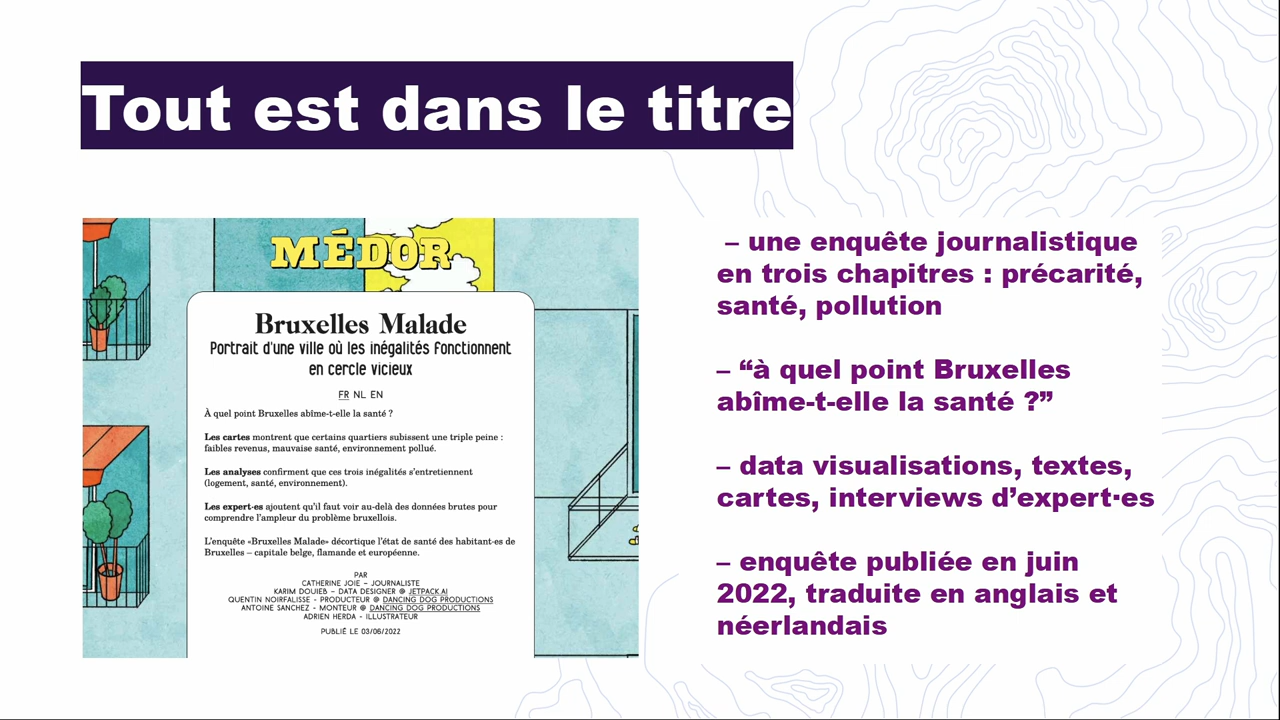 Tout est dans le titre
MÉDOR
Bruxelles Malade
Portrait d'une ville où les inégalités fonctionnent
en cercle vicieux
FR NL EN
À quel point Bruxelles abîme-t-elle la santé ?
Les cartes montrent que certains quartiers subissent une triple peine :
faibles revenus, mauvaise santé, environnement pollué.
Les analyses confirment que ces trois inégalités s'entretiennent
(logement, santé, environnement).
Les expert·es ajoutent qu'il faut voir au-delà des données brutes pour
comprendre l'ampleur du problème bruxellois.
L'enquête «Bruxelles Malade» décortique l'état de santé des habitant·es de
Bruxelles – capitale belge, flamande et européenne.
PAR
CATHERINE JOIE – JOURNALISTE
KARIM DOUIEB – DATA DESIGNER @ JETPACK.AI
QUENTIN NOIRFALISSE - PRODUCTEUR @ DANCING DOG PRODUCTIONS
ANTOINE SANCHEZ - MONTEUR @ DANCING DOG PRODUCTIONS
ADRIEN HERDA - ILLUSTRATEUR
PUBLIÉ LE 03/06/2022
– une enquête journalistique
en trois chapitres : précarité,
santé, pollution
– “à quel point Bruxelles
abîme-t-elle la santé ?”
– data visualisations, textes,
cartes, interviews d’expert·es
– enquête publiée en juin
2022, traduite en anglais et
néerlandais